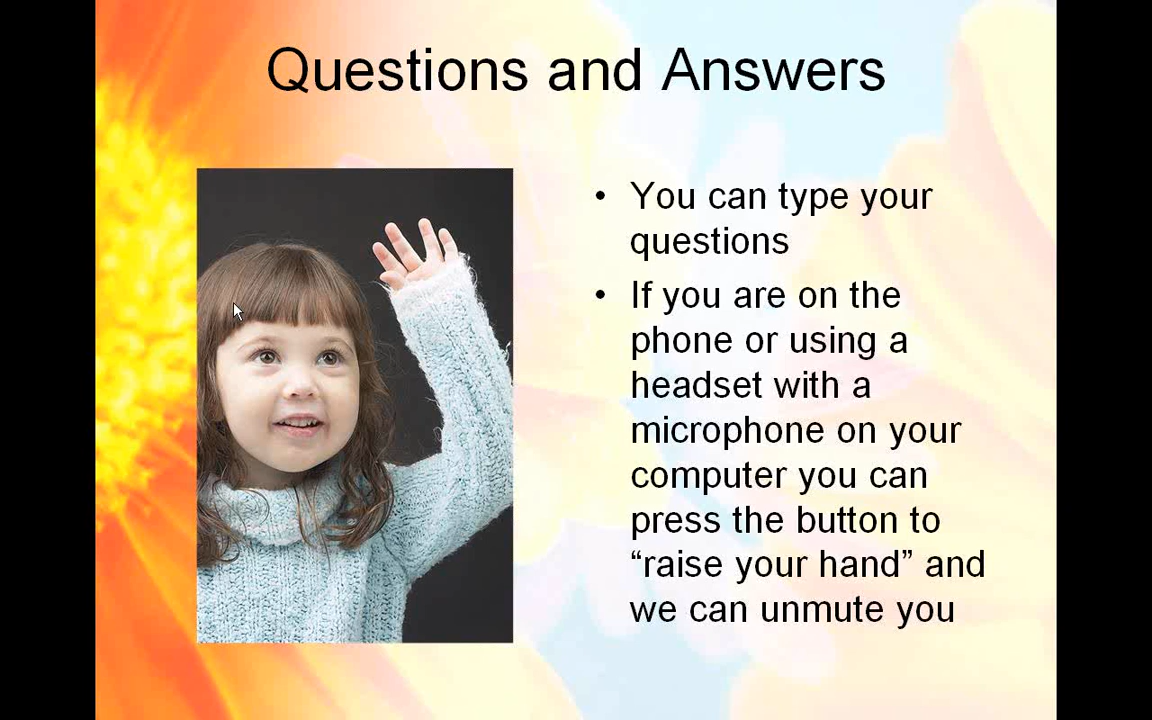 Questions and Answers
• You can type your
questions
• If you are on the
phone or using a
headset with a
microphone on your
computer you can
press the button to
“raise your hand” and
we can unmute you